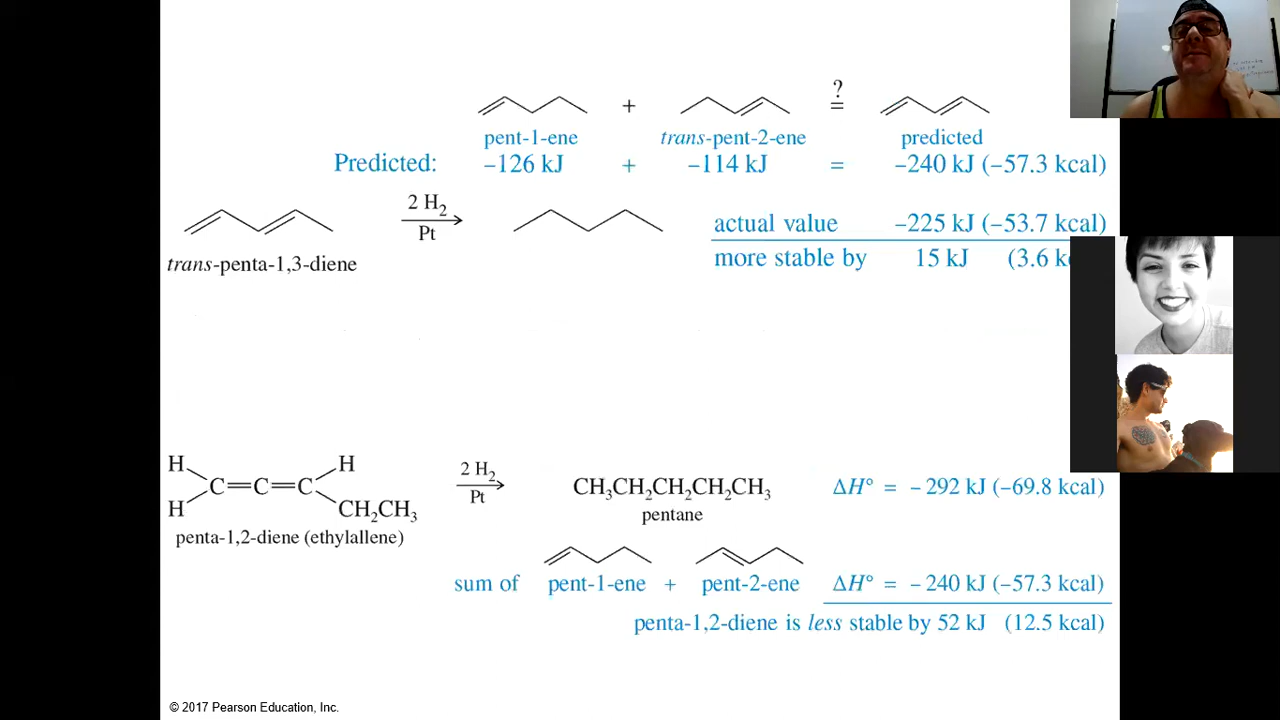 ?
+ =
pent-1-ene trans-pent-2-ene predicted
Predicted: –126 kJ + –114 kJ = –240 kJ (–57.3 kcal)
2 H2
Pt
actual value –225 kJ (–53.7 kcal)
trans-penta-1,3-diene
more stable by 15 kJ (3.6
H H
C=C=C
H CH2CH3
2 H2
Pt
CH3CH2CH2CH2CH3 ΔH° = – 292 kJ (–69.8 kcal)
pentane
penta-1,2-diene (ethylallene)
sum of pent-1-ene + pent-2-ene ΔH° = – 240 kJ (–57.3 kcal)
penta-1,2-diene is less stable by 52 kJ (12.5 kcal)
© 2017 Pearson Education, Inc.